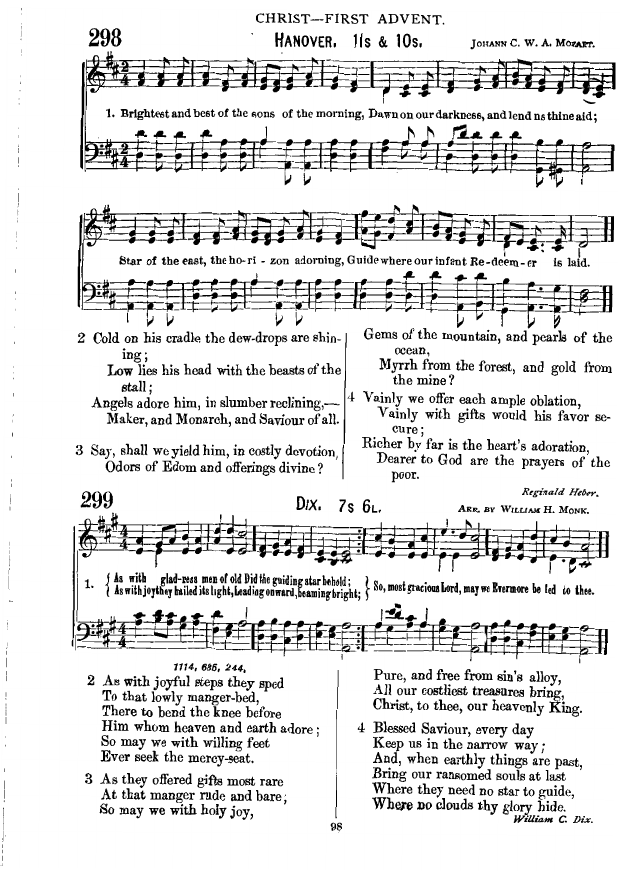 CHRIST—FIRST ADVENT.
298
HANOVER. 11s & 10s.
JOHANN C. W. A. MOZART.
1. Brightest and best of the sons of the morning, Dawn on our darkness, and lend us thine aid;
Star of the east, the ho-ri - zon adorning, Guide where our infant Re-deem-er is laid.
2 Cold on his cradle the dew-drops are shin-
ing;
Low lies his head with the beasts of the
stall;
Angels adore him, in slumber reclining,—
Maker, and Monarch, and Saviour of all.
3 Say, shall we yield him, in costly devotion,
Odors of Edom and offerings divine?
Gems of the mountain, and pearls of the
ocean,
Myrrh from the forest, and gold from
the mine?
4 Vainly we offer each ample oblation,
Vainly with gifts would his favor se-
cure;
Richer by far is the heart's adoration,
Dearer to God are the prayers of the
poor.
Reginald Heber.
299
DIX. 7s 6L.
ARR. BY WILLIAM H. MONK.
1. { As with glad-ness men of old Did the guiding star behold; } So, most gracious Lord, may we Evermore be led to thee.
{ As with joy they hailed its light, Leading onward, beaming bright; }
1114, 685, 244,
2 As with joyful steps they sped
To that lowly manger-bed,
There to bend the knee before
Him whom heaven and earth adore;
So may we with willing feet
Ever seek the mercy-seat.
3 As they offered gifts most rare
At that manger rude and bare;
So may we with holy joy,
Pure, and free from sin's alloy,
All our costliest treasures bring,
Christ, to thee, our heavenly King.
4 Blessed Saviour, every day
Keep us in the narrow way;
And, when earthly things are past,
Bring our ransomed souls at last
Where they need no star to guide,
Where no clouds thy glory hide.
William C. Dix.
98